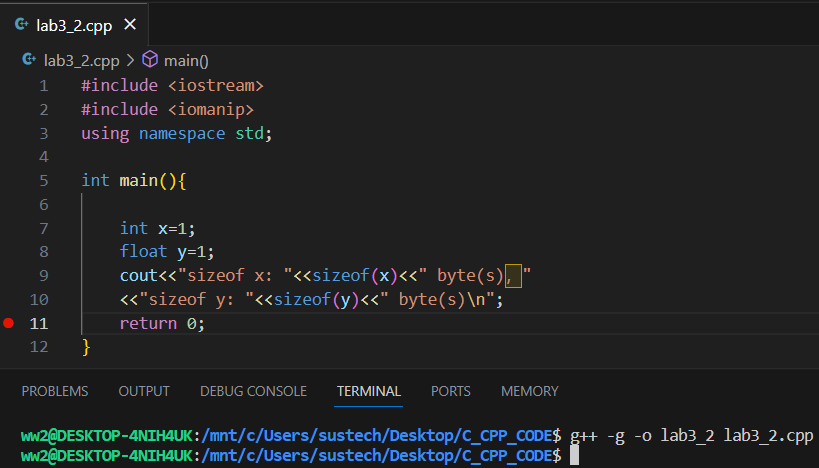 lab3_2.cpp
lab3_2.cpp > main()
1 #include <iostream>
2 #include <iomanip>
3 using namespace std;
4
5 int main(){
6
7     int x=1;
8     float y=1;
9     cout<<"sizeof x: "<<sizeof(x)<<" byte(s),"
10     <<"sizeof y: "<<sizeof(y)<<" byte(s)\n";
11     return 0;
12 }
PROBLEMS OUTPUT DEBUG CONSOLE TERMINAL PORTS MEMORY
ww2@DESKTOP-4NIH4UK:/mnt/c/Users/sustech/Desktop/C_CPP_CODE$ g++ -g -o lab3_2 lab3_2.cpp
ww2@DESKTOP-4NIH4UK:/mnt/c/Users/sustech/Desktop/C_CPP_CODE$